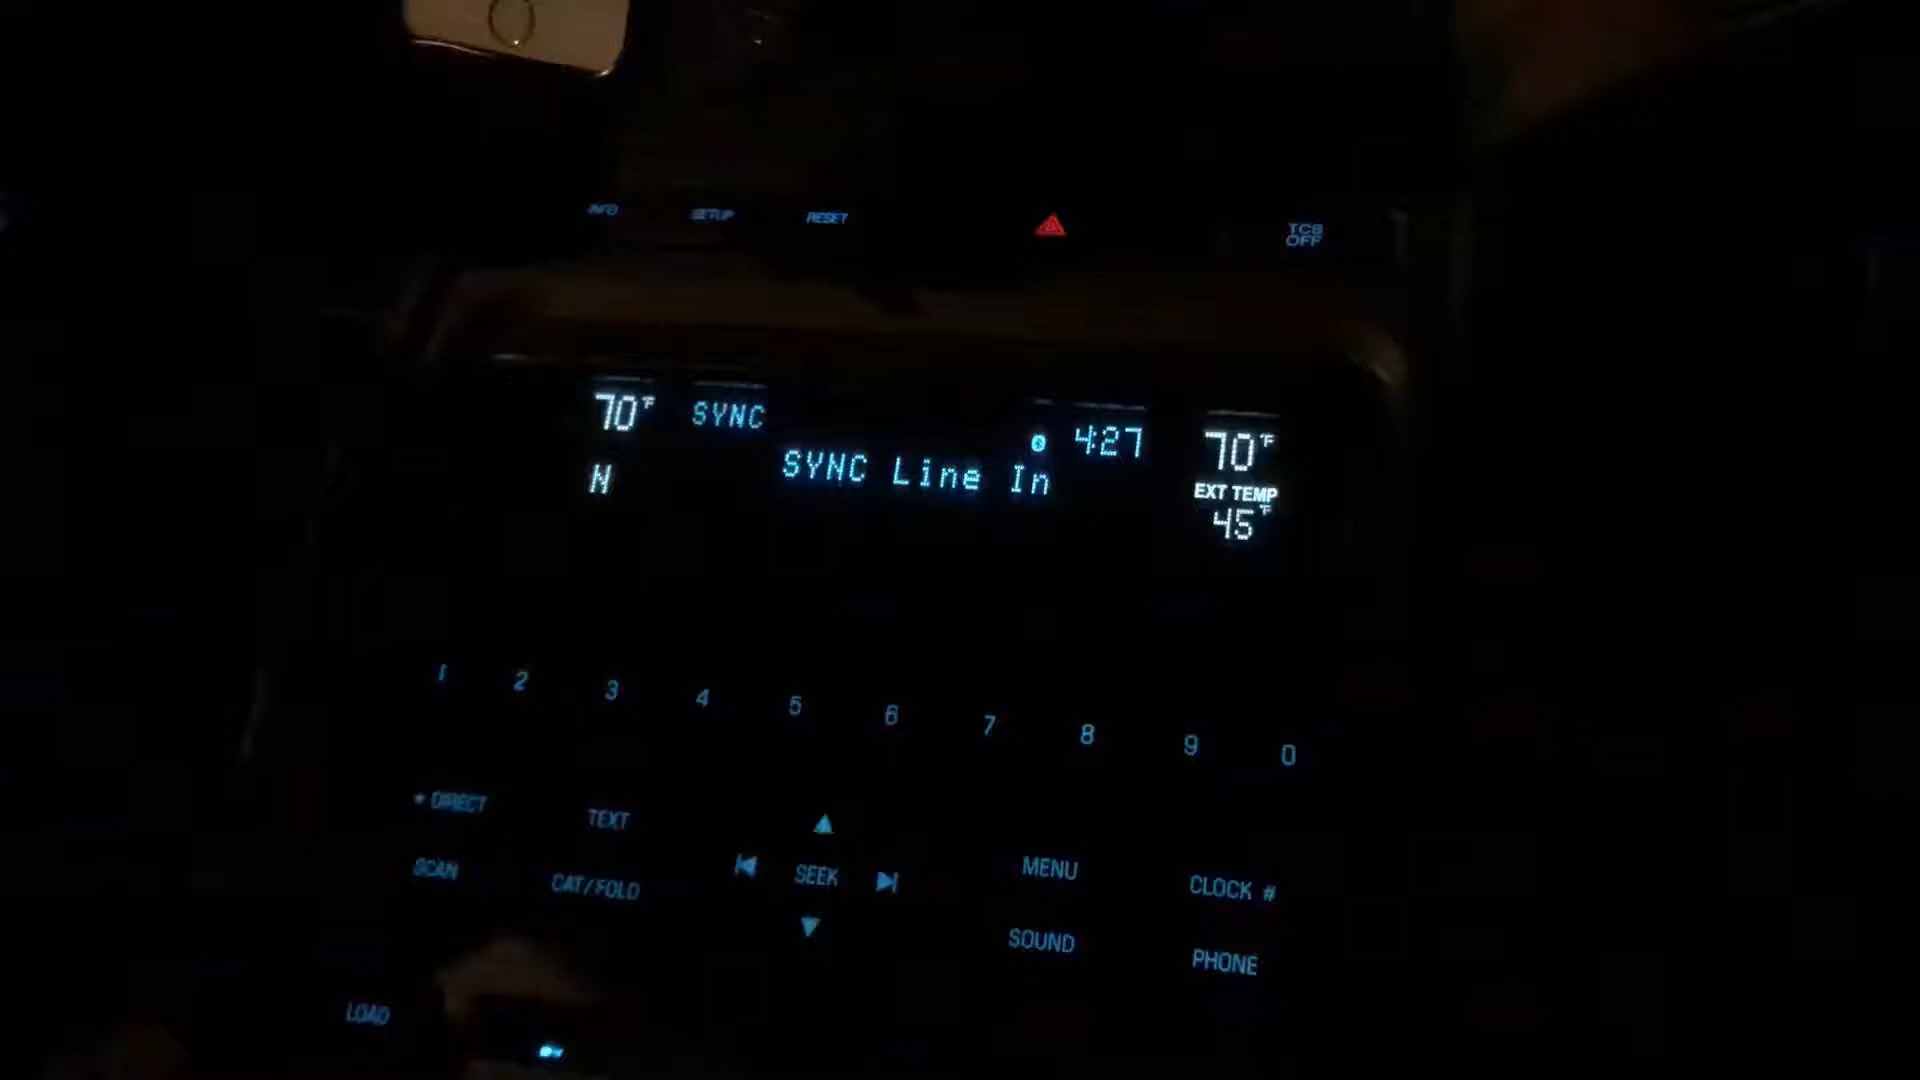 INFO SETUP RESET TCS OFF
70°F SYNC 4:27 70°F
N SYNC Line In EXT TEMP
45°F
1 2 3 4 5 6 7 8 9 0
* DIRECT TEXT
SCAN CAT/FOLD SEEK MENU CLOCK #
SOUND PHONE
LOAD